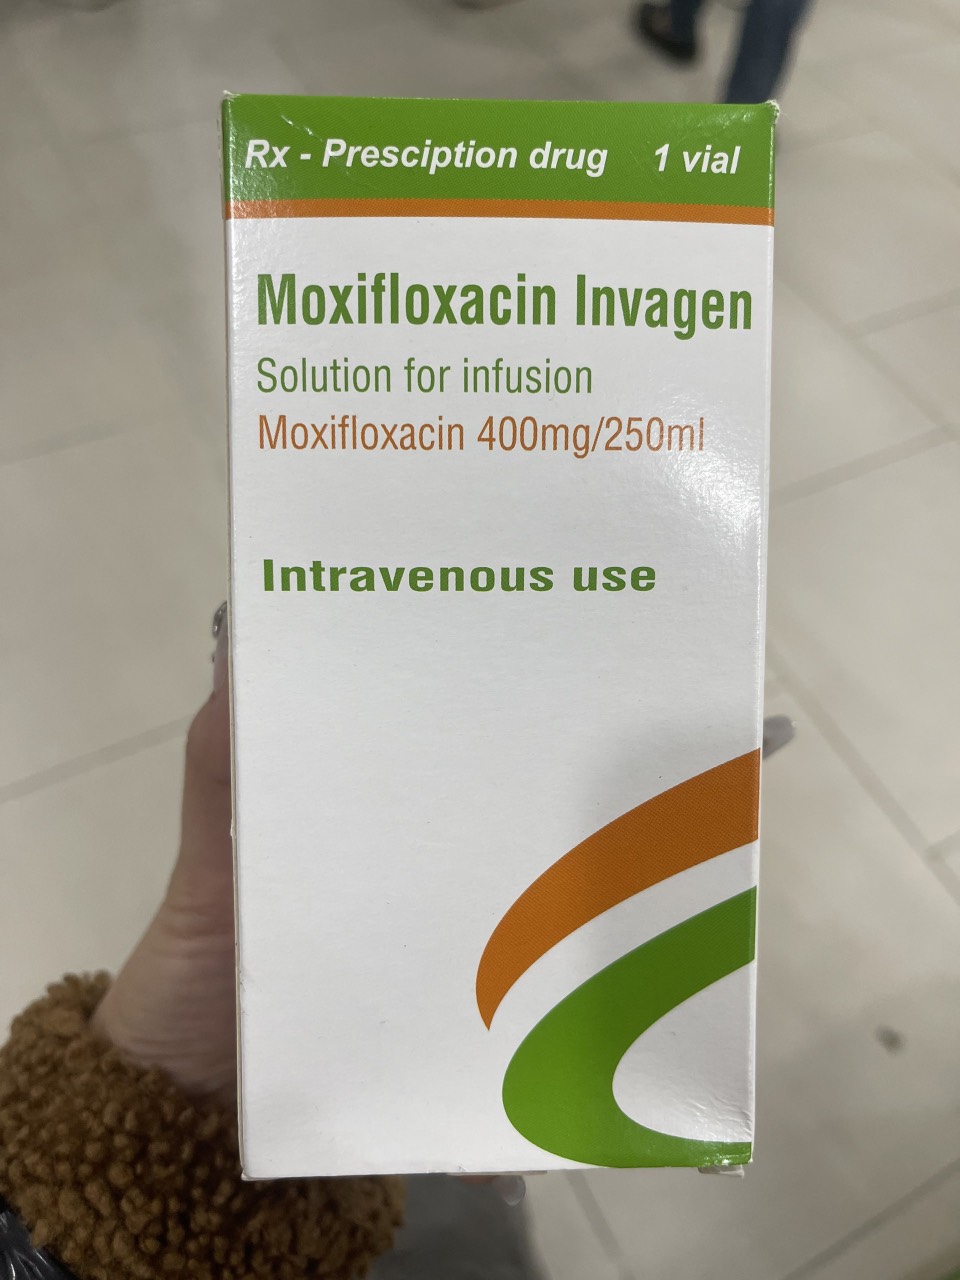 Rx - Presciption drug 1 vial
Moxifloxacin Invagen
Solution for infusion
Moxifloxacin 400mg/250ml
Intravenous use